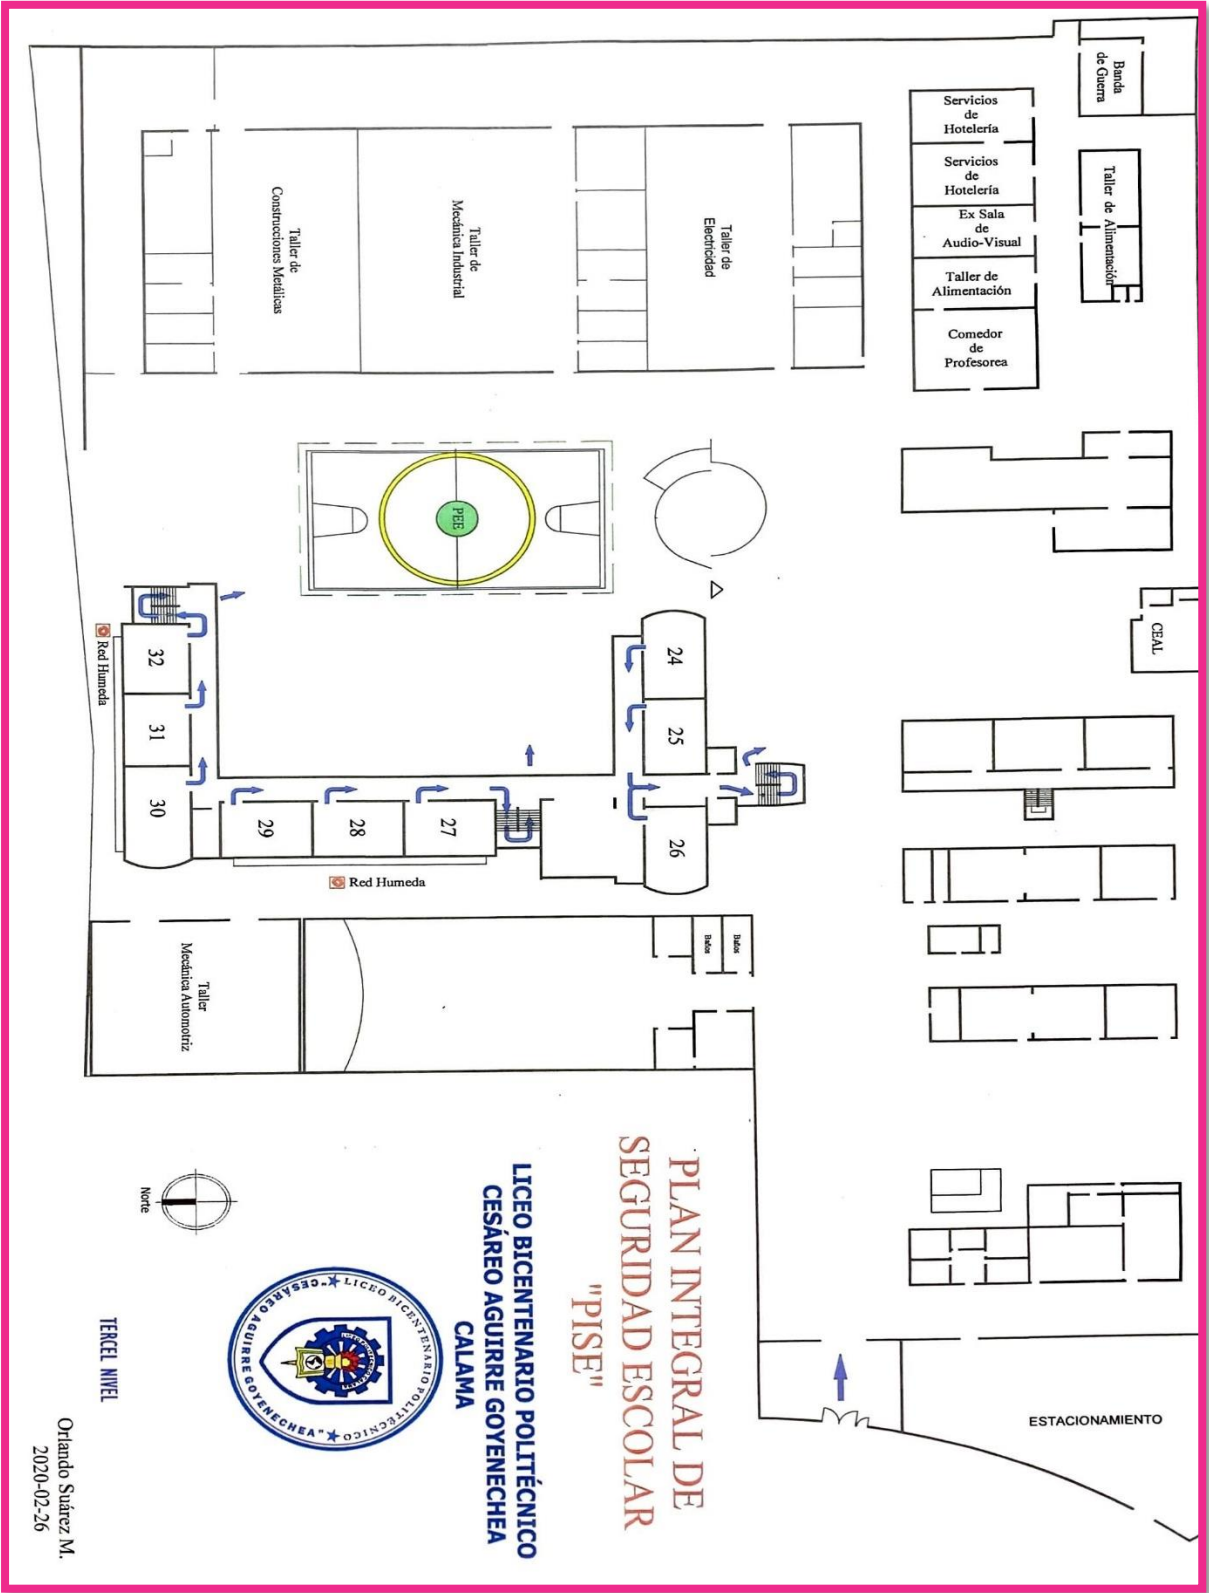 Banda
de Guerra
Servicios
de
Hotelería
Servicios
de
Hotelería
Ex Sala
de
Audio-Visual
Taller de
Alimentación
Comedor
de
Profesorea
Taller de Alimentación
Taller de
Construcciones Metálicas
Taller de
Mecánica Industrial
Taller de
Electricidad
PEE
CEAL
24
25
26
27
28
29
30
31
32
Red Humeda
Red Humeda
Baños
Baños
Taller
Mecánica Automotriz
PLAN INTEGRAL DE
SEGURIDAD ESCOLAR
"PISE"
LICEO BICENTENARIO POLITÉCNICO
CESÁREO AGUIRRE GOYENECHEA
CALAMA
LICEO BICENTENARIO POLITÉCNICO
"CESÁREO AGUIRRE GOYENECHEA"
Norte
TERCEL NIVEL
ESTACIONAMIENTO
Orlando Suárez M.
2020-02-26